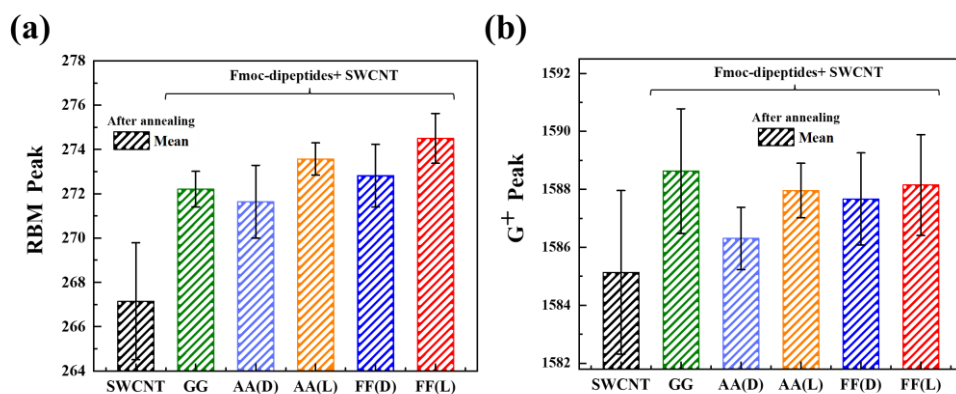 (a)
278
276
274
272
270
268
266
264
RBM Peak
Fmoc-dipeptides+ SWCNT
After annealing
Mean
SWCNT GG AA(D) AA(L) FF(D) FF(L)
(b)
1592
1590
1588
1586
1584
1582
G+ Peak
Fmoc-dipeptides+ SWCNT
After annealing
Mean
SWCNT GG AA(D) AA(L) FF(D) FF(L)